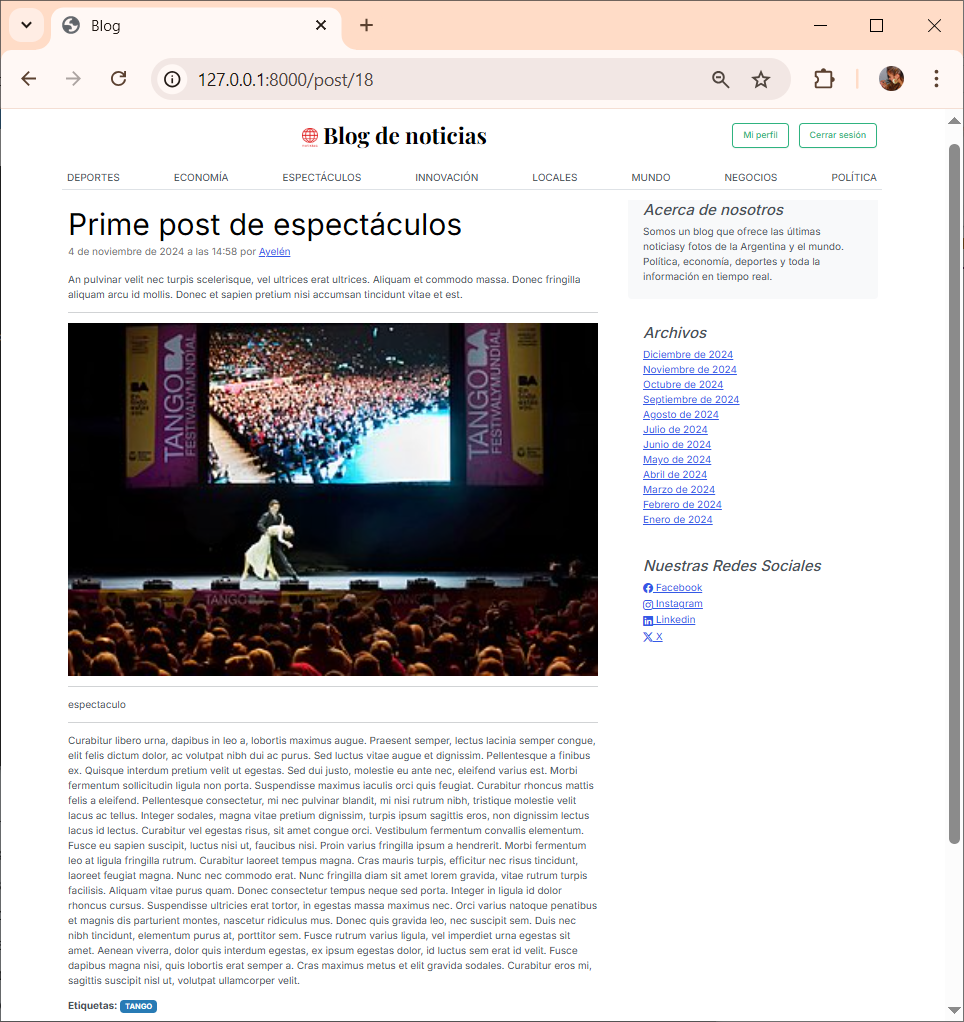 Blog
127.0.0.1:8000/post/18
Blog de noticias
Mi perfil
Cerrar sesión
DEPORTES
ECONOMÍA
ESPECTÁCULOS
INNOVACIÓN
LOCALES
MUNDO
NEGOCIOS
POLÍTICA
Prime post de espectáculos
4 de noviembre de 2024 a las 14:58 por Ayelén
An pulvinar velit nec turpis scelerisque, vel ultrices erat ultrices. Aliquam et commodo massa. Donec fringilla
aliquam arcu id mollis. Donec et sapien pretium nisi accumsan tincidunt vitae et est.
TANGO BA
FESTIVALYMUNDIAL
BA
En
todo
estás
vos.
TANGO BA
FESTIVALYMUNDIAL
BA
TANGO BA
espectaculo
Curabitur libero urna, dapibus in leo a, lobortis maximus augue. Praesent semper, lectus lacinia semper congue,
elit felis dictum dolor, ac volutpat nibh dui ac purus. Sed luctus vitae augue et dignissim. Pellentesque a finibus
ex. Quisque interdum pretium velit ut egestas. Sed dui justo, molestie eu ante nec, eleifend varius est. Morbi
fermentum sollicitudin ligula non porta. Suspendisse maximus iaculis orci quis feugiat. Curabitur rhoncus mattis
felis a eleifend. Pellentesque consectetur, mi nec pulvinar blandit, mi nisi rutrum nibh, tristique molestie velit
lacus ac tellus. Integer sodales, magna vitae pretium dignissim, turpis ipsum sagittis eros, non dignissim lectus
lacus id lectus. Curabitur vel egestas risus, sit amet congue orci. Vestibulum fermentum convallis elementum.
Fusce eu sapien suscipit, luctus nisi ut, faucibus nisi. Proin varius fringilla ipsum a hendrerit. Morbi fermentum
leo at ligula fringilla rutrum. Curabitur laoreet tempus magna. Cras mauris turpis, efficitur nec risus tincidunt,
laoreet feugiat magna. Nunc nec commodo erat. Nunc fringilla diam sit amet lorem gravida, vitae rutrum turpis
facilisis. Aliquam vitae purus quam. Donec consectetur tempus neque sed porta. Integer in ligula id dolor
rhoncus cursus. Suspendisse ultricies erat tortor, in egestas massa maximus nec. Orci varius natoque penatibus
et magnis dis parturient montes, nascetur ridiculus mus. Donec quis gravida leo, nec suscipit sem. Duis nec
nibh tincidunt, elementum purus at, porttitor sem. Fusce rutrum varius ligula, vel imperdiet urna egestas sit
amet. Aenean viverra, dolor quis interdum egestas, ex ipsum egestas dolor, id luctus sem erat id velit. Fusce
dapibus magna nisi, quis lobortis erat semper a. Cras maximus metus et elit gravida sodales. Curabitur eros mi,
sagittis suscipit nisl ut, volutpat ullamcorper velit.
Etiquetas: TANGO
Acerca de nosotros
Somos un blog que ofrece las últimas
noticiasy fotos de la Argentina y el mundo.
Política, economía, deportes y toda la
información en tiempo real.
Archivos
Diciembre de 2024
Noviembre de 2024
Octubre de 2024
Septiembre de 2024
Agosto de 2024
Julio de 2024
Junio de 2024
Mayo de 2024
Abril de 2024
Marzo de 2024
Febrero de 2024
Enero de 2024
Nuestras Redes Sociales
Facebook
Instagram
Linkedin
X